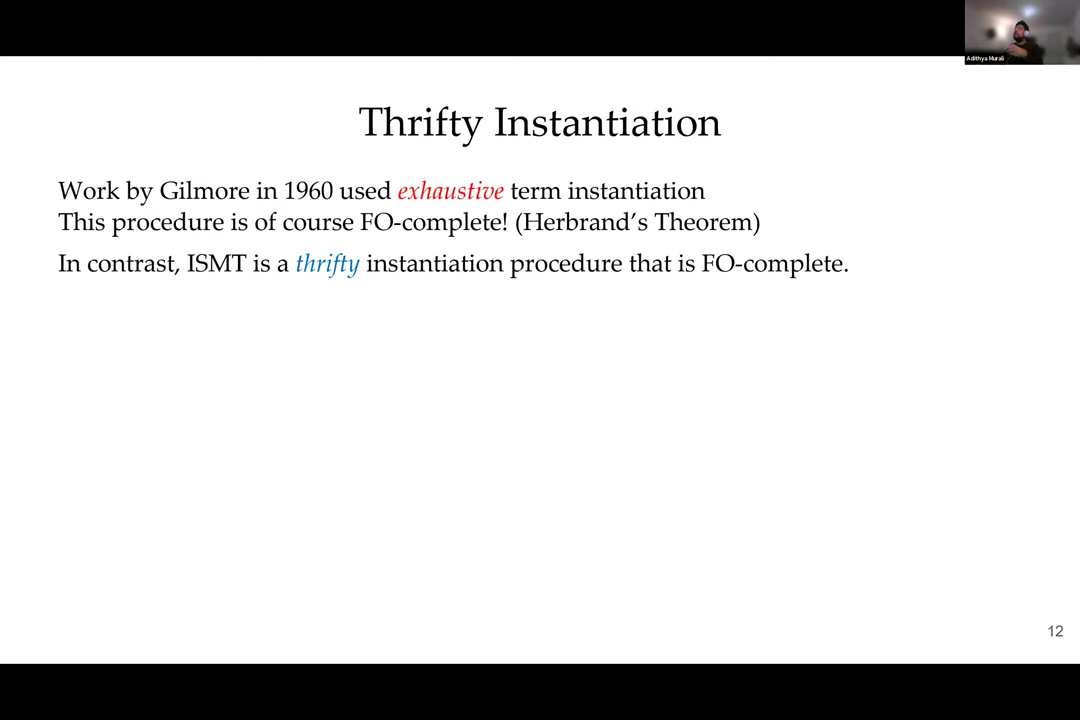 Adithya Murali
Thrifty Instantiation
Work by Gilmore in 1960 used exhaustive term instantiation
This procedure is of course FO-complete! (Herbrand’s Theorem)
In contrast, ISMT is a thrifty instantiation procedure that is FO-complete.
12